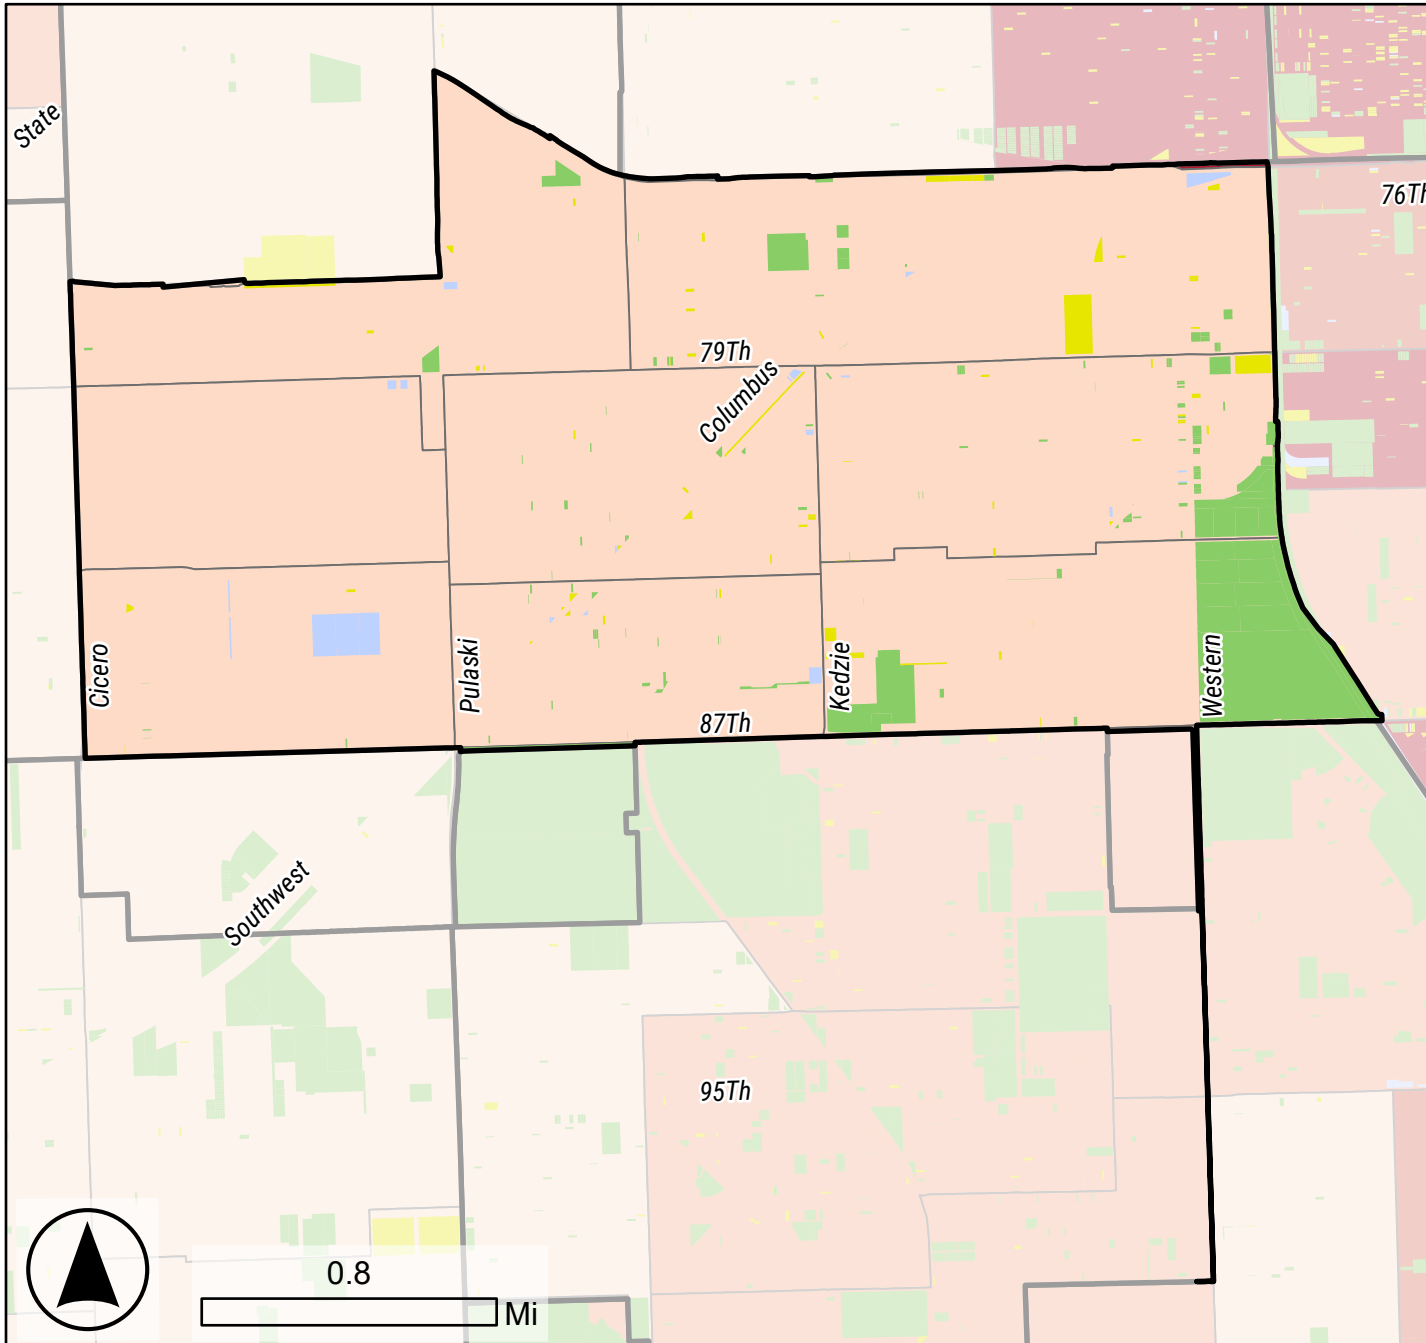 State
76Th
79Th
Columbus
Cicero
Pulaski
Kedzie
Western
87Th
Southwest
95Th
0.8
Mi